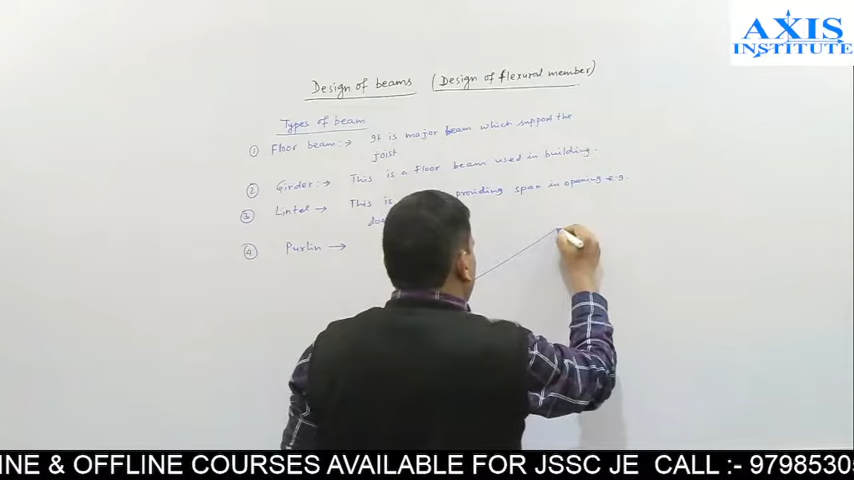 AXIS
INSTITUTE
Design of beams (Design of flexural member)
Types of beam
① Floor beam:→ It is major beam which support the
joist
② Girder:→ This is a floor beam used in building.
③ Lintel → This is providing span in opening e.g.
④ Purlin →
INE & OFFLINE COURSES AVAILABLE FOR JSSC JE CALL :- 9798530